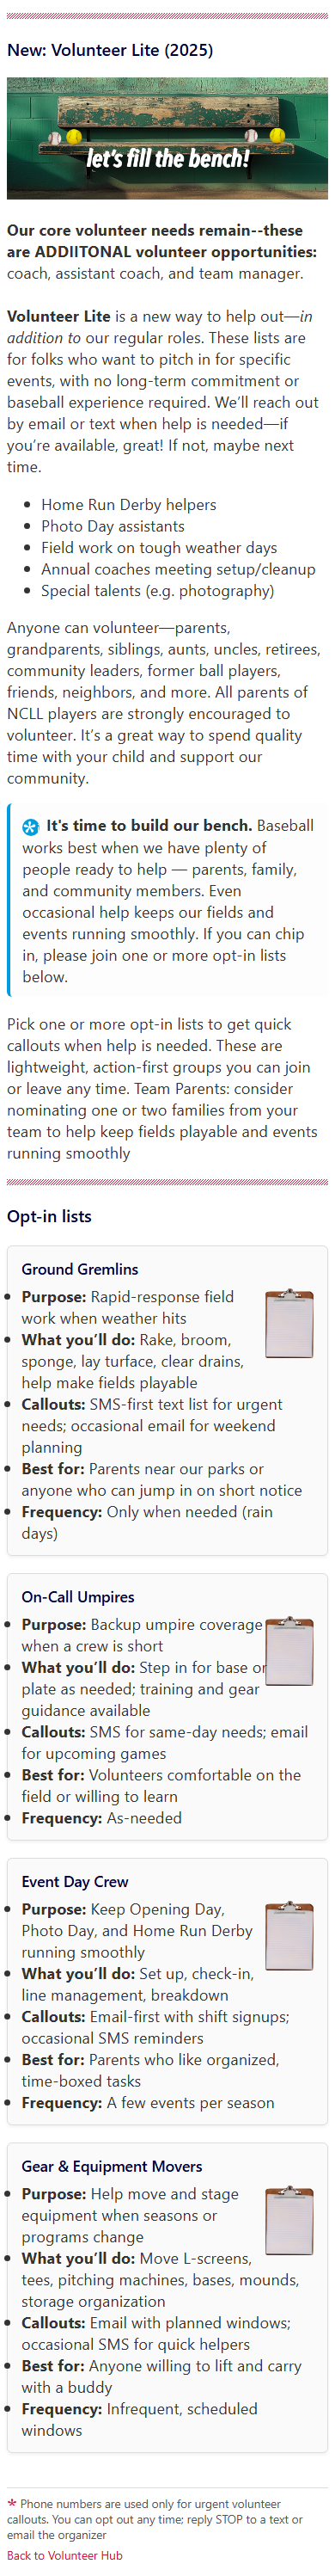 New: Volunteer Lite (2025)
let's fill the bench!
Our core volunteer needs remain--these
are ADDIITONAL volunteer opportunities:
coach, assistant coach, and team manager.
Volunteer Lite is a new way to help out—in
addition to our regular roles. These lists are
for folks who want to pitch in for specific
events, with no long-term commitment or
baseball experience required. We’ll reach out
by email or text when help is needed—if
you’re available, great! If not, maybe next
time.
Home Run Derby helpers
Photo Day assistants
Field work on tough weather days
Annual coaches meeting setup/cleanup
Special talents (e.g. photography)
Anyone can volunteer—parents,
grandparents, siblings, aunts, uncles, retirees,
community leaders, former ball players,
friends, neighbors, and more. All parents of
NCLL players are strongly encouraged to
volunteer. It’s a great way to spend quality
time with your child and support our
community.
It's time to build our bench. Baseball
works best when we have plenty of
people ready to help — parents, family,
and community members. Even
occasional help keeps our fields and
events running smoothly. If you can chip
in, please join one or more opt-in lists
below.
Pick one or more opt-in lists to get quick
callouts when help is needed. These are
lightweight, action-first groups you can join
or leave any time. Team Parents: consider
nominating one or two families from your
team to help keep fields playable and events
running smoothly
Opt-in lists
Ground Gremlins
Purpose: Rapid-response field
work when weather hits
What you’ll do: Rake, broom,
sponge, lay turface, clear drains,
help make fields playable
Callouts: SMS-first text list for urgent
needs; occasional email for weekend
planning
Best for: Parents near our parks or
anyone who can jump in on short notice
Frequency: Only when needed (rain
days)
On-Call Umpires
Purpose: Backup umpire coverage
when a crew is short
What you’ll do: Step in for base or
plate as needed; training and gear
guidance available
Callouts: SMS for same-day needs; email
for upcoming games
Best for: Volunteers comfortable on the
field or willing to learn
Frequency: As-needed
Event Day Crew
Purpose: Keep Opening Day,
Photo Day, and Home Run Derby
running smoothly
What you’ll do: Set up, check-in,
line management, breakdown
Callouts: Email-first with shift signups;
occasional SMS reminders
Best for: Parents who like organized,
time-boxed tasks
Frequency: A few events per season
Gear & Equipment Movers
Purpose: Help move and stage
equipment when seasons or
programs change
What you’ll do: Move L-screens,
tees, pitching machines, bases, mounds,
storage organization
Callouts: Email with planned windows;
occasional SMS for quick helpers
Best for: Anyone willing to lift and carry
with a buddy
Frequency: Infrequent, scheduled
windows
* Phone numbers are used only for urgent volunteer
callouts. You can opt out any time; reply STOP to a text or
email the organizer
Back to Volunteer Hub